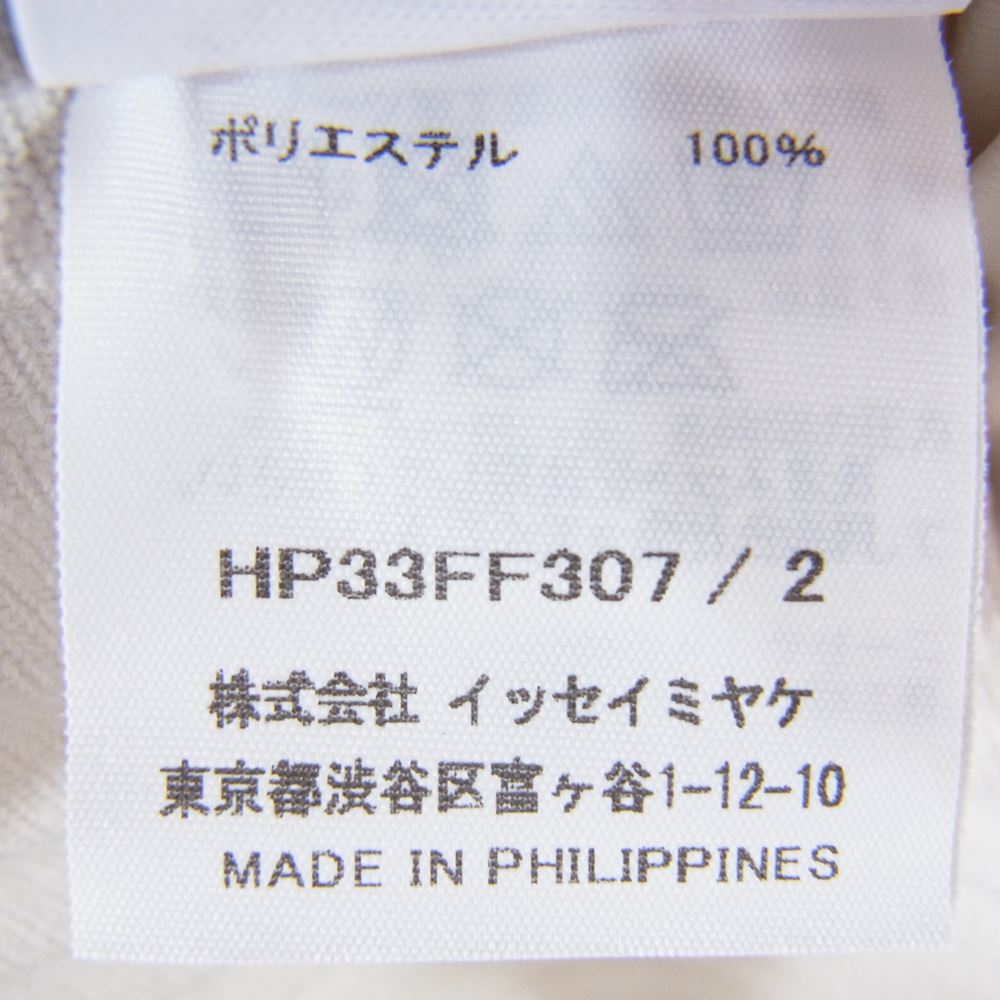 ポリエステル 100%
HP33FF307 / 2
株式会社 イッセイミヤケ
東京都渋谷区富ヶ谷1-12-10
MADE IN PHILIPPINES